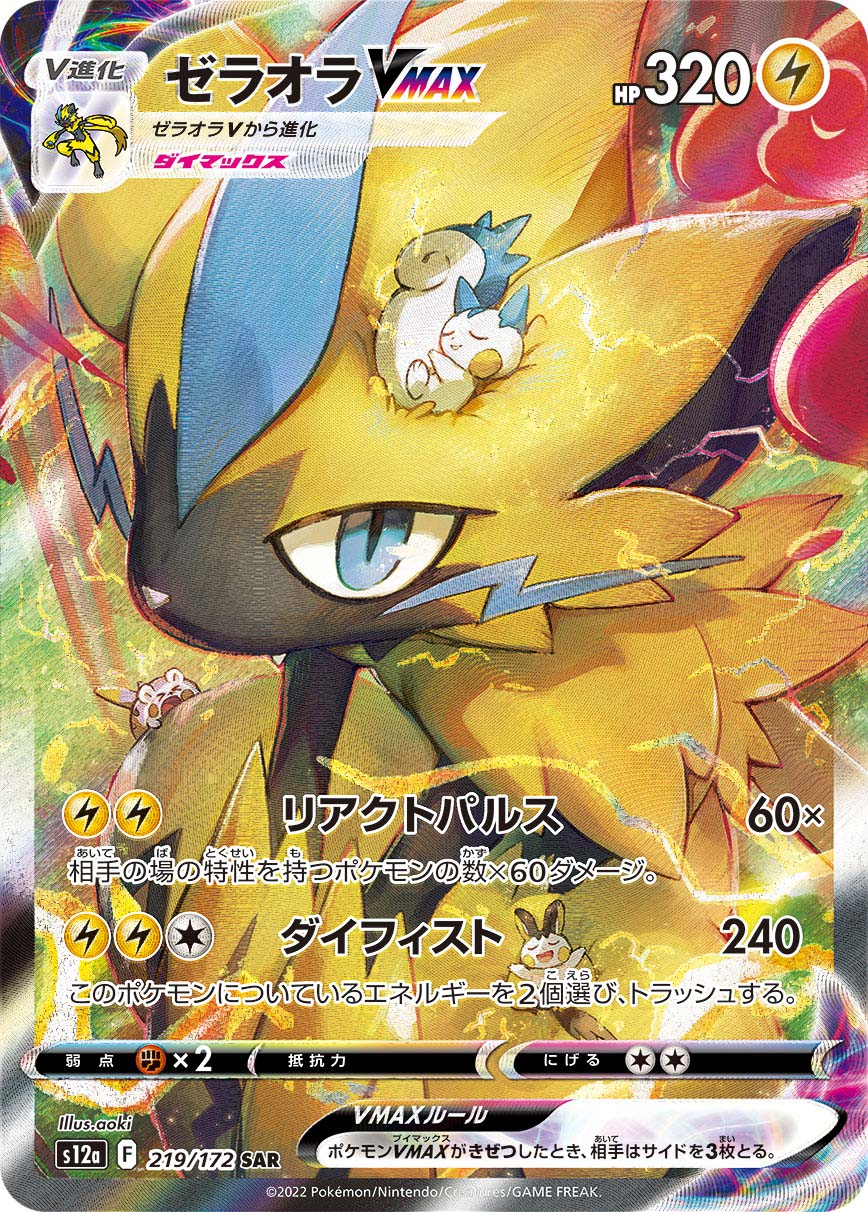 V進化
ゼラオラVMAX
HP320
ゼラオラVから進化
ダイマックス
リアクトパルス 60×
相手の場の特性を持つポケモンの数×60ダメージ。
ダイフィスト 240
このポケモンについているエネルギーを2個選び、トラッシュする。
弱点 ×2 抵抗力 にげる
Illus.aoki
VMAXルール
ポケモンVMAXがきぜつしたとき、相手はサイドを3枚とる。
s12a F 219/172 SAR
©2022 Pokémon/Nintendo/Creatures/GAME FREAK.